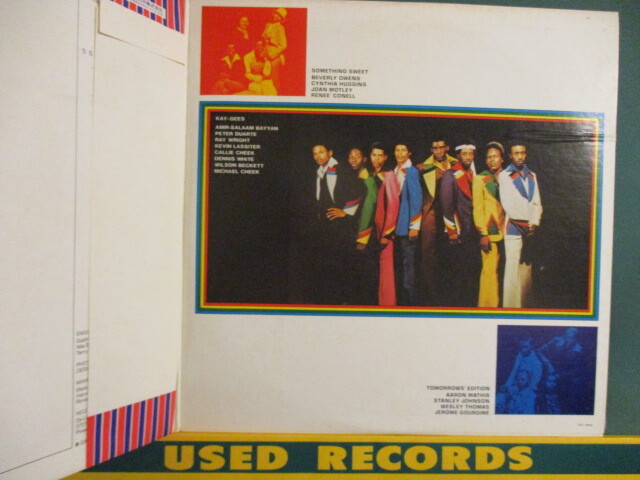 SOMETHING SWEET
BEVERLY OWENS
CYNTHIA HUGGINS
JOAN MOTLEY
RENEE CONELL
KAY-GEES
AMIR-SALAAM BAYYAN
PETER DUARTE
RAY WRIGHT
KEVIN LASSITER
CALLIE CHEEK
DENNIS WHITE
WILSON BECKETT
MICHAEL CHEEK
TOMORROWS' EDITION
AARON MATHIS
STANLEY JOHNSON
WESLEY THOMAS
JEROME GOURDINE
USED RECORDS